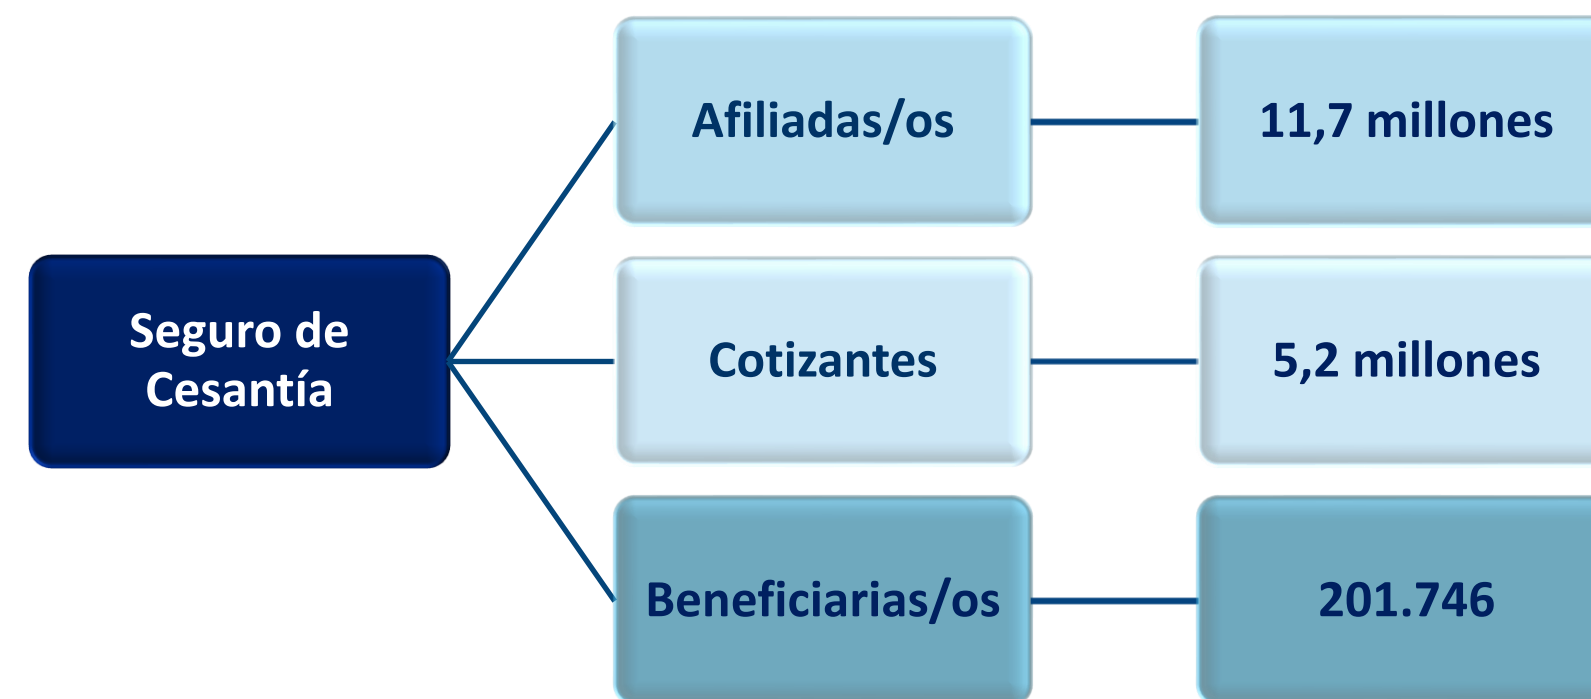 Afiliadas/os
11,7 millones
Seguro de
Cesantía
Cotizantes
5,2 millones
Beneficiarias/os
201.746